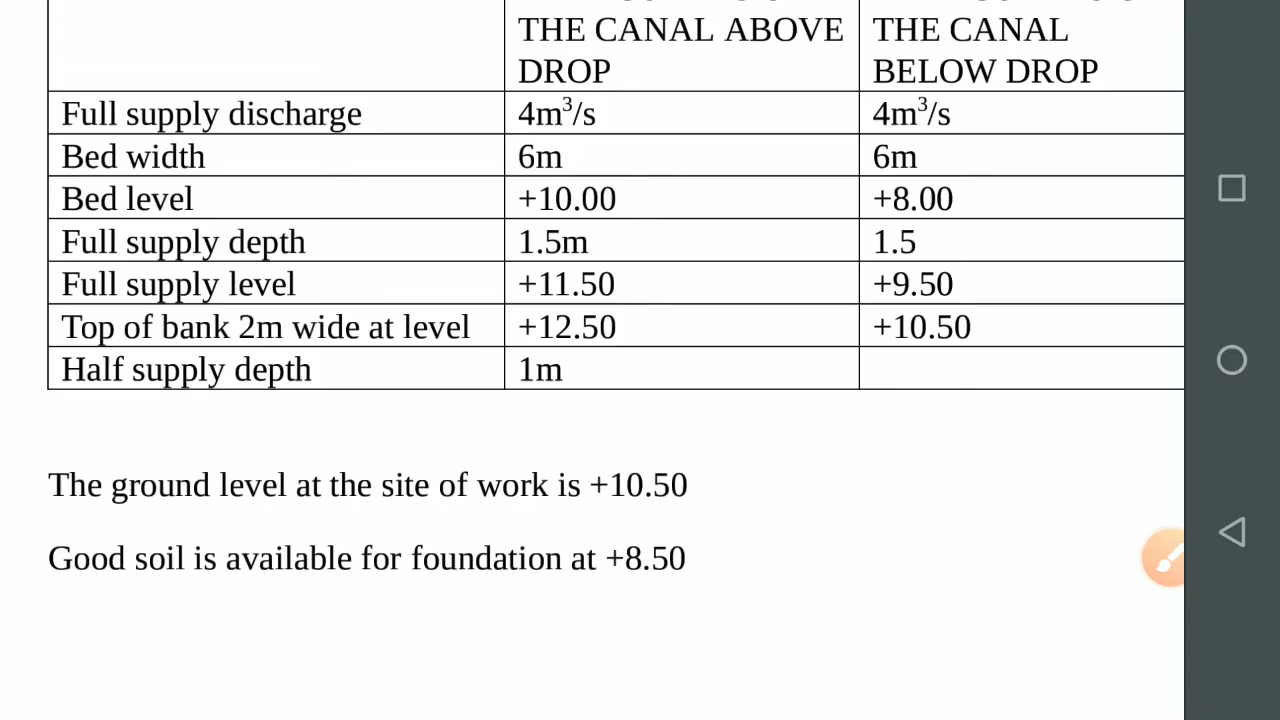 THE CANAL ABOVE DROP THE CANAL BELOW DROP
Full supply discharge 4m³/s 4m³/s
Bed width 6m 6m
Bed level +10.00 +8.00
Full supply depth 1.5m 1.5
Full supply level +11.50 +9.50
Top of bank 2m wide at level +12.50 +10.50
Half supply depth 1m
The ground level at the site of work is +10.50
Good soil is available for foundation at +8.50